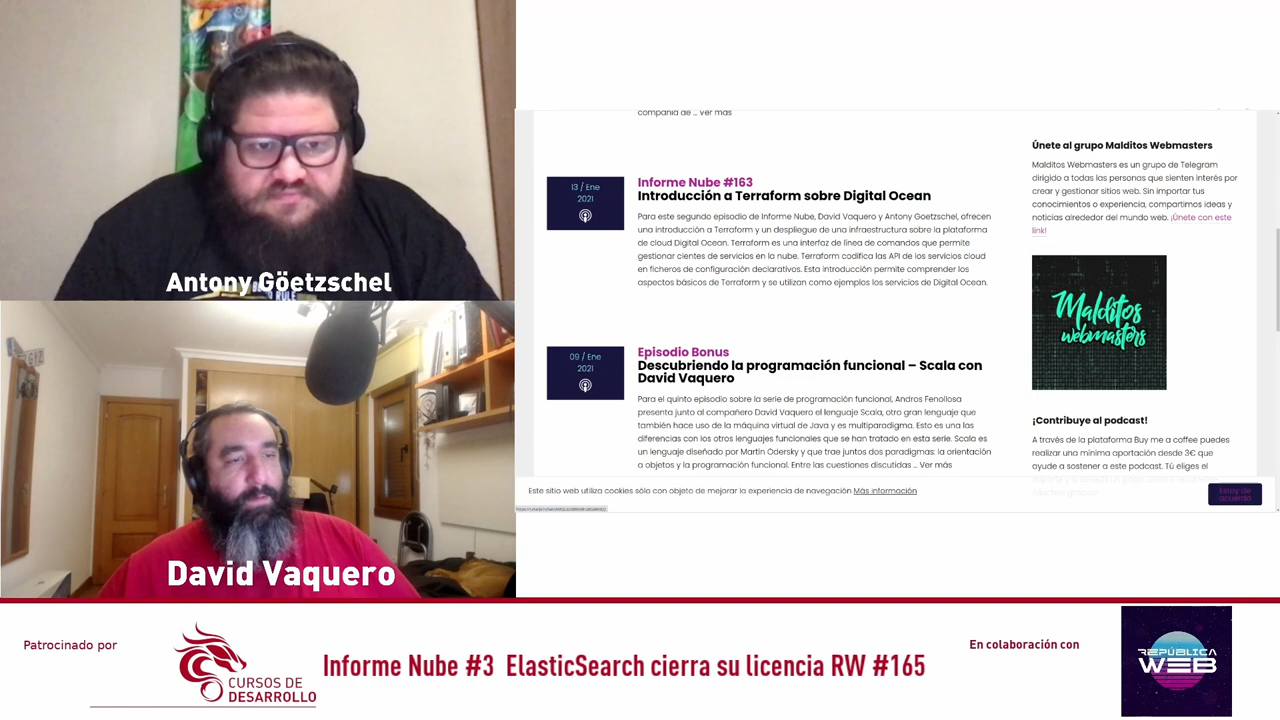 Antony Göetzschel
David Vaquero
compañía de ... Ver más
13 / Ene
2021
Informe Nube #163
Introducción a Terraform sobre Digital Ocean
Para este segundo episodio de Informe Nube, David Vaquero y Antony Goetzschel, ofrecen
una introducción a Terraform y un despliegue de una infraestructura sobre la plataforma
de cloud Digital Ocean. Terraform es una interfaz de línea de comandos que permite
gestionar cientes de servicios en la nube. Terraform codifica las API de los servicios cloud
en ficheros de configuración declarativos. Esta introducción permite comprender los
aspectos básicos de Terraform y se utilizan como ejemplos los servicios de Digital Ocean.
09 / Ene
2021
Episodio Bonus
Descubriendo la programación funcional – Scala con
David Vaquero
Para el quinto episodio sobre la serie de programación funcional, Andros Fenollosa
presenta junto al compañero David Vaquero el lenguaje Scala, otro gran lenguaje que
también hace uso de la máquina virtual de Java y es multiparadigma. Esto es una las
diferencias con los otros lenguajes funcionales que se han tratado en esta serie. Scala es
un lenguaje diseñado por Martin Odersky y que trae juntos dos paradigmas: la orientación
a objetos y la programación funcional. Entre las cuestiones discutidas ... Ver más
Únete al grupo Malditos Webmasters
Malditos Webmasters es un grupo de Telegram
dirigido a todas las personas que sienten interés por
crear y gestionar sitios web. Sin importar tus
conocimientos o experiencia, compartimos ideas y
noticias alrededor del mundo web. ¡Únete con este
link!
Malditos
webmasters
¡Contribuye al podcast!
A través de la plataforma Buy me a coffee puedes
realizar una mínima aportación desde 3€ que
ayude a sostener a este podcast. Tú eliges el
Este sitio web utiliza cookies sólo con objeto de mejorar la experiencia de navegación Más información
Estoy de
acuerdo
Patrocinado por
CURSOS DE
DESARROLLO
Informe Nube #3 ElasticSearch cierra su licencia RW #165
En colaboración con
REPÚBLICA
WEB